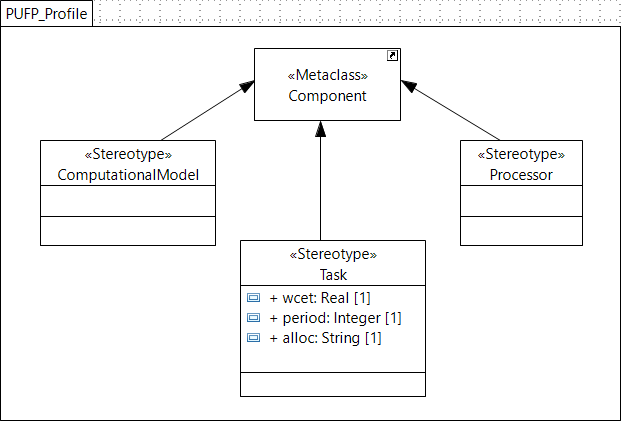 PUFP_Profile
«Metaclass»
Component
«Stereotype»
ComputationalModel
«Stereotype»
Processor
«Stereotype»
Task
+ wcet: Real [1]
+ period: Integer [1]
+ alloc: String [1]